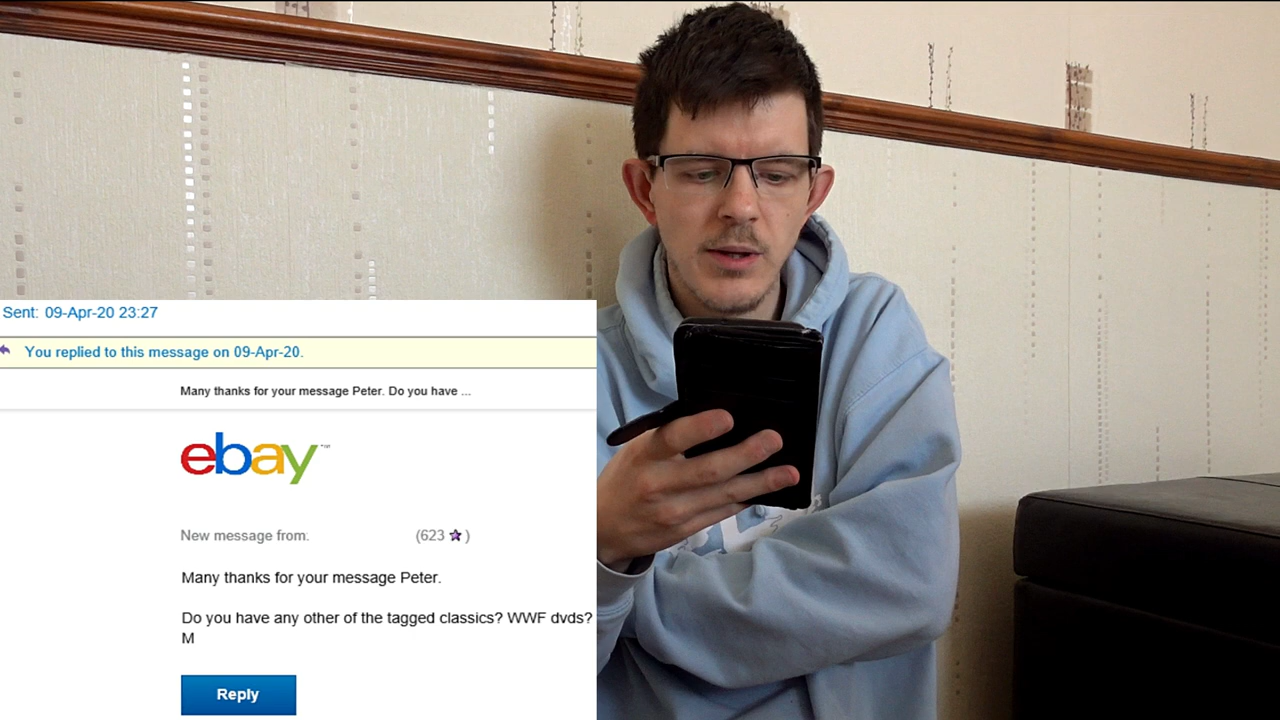 Sent: 09-Apr-20 23:27
You replied to this message on 09-Apr-20.
Many thanks for your message Peter. Do you have ...
ebay™
New message from. (623 ★ )
Many thanks for your message Peter.
Do you have any other of the tagged classics? WWF dvds?
M
Reply